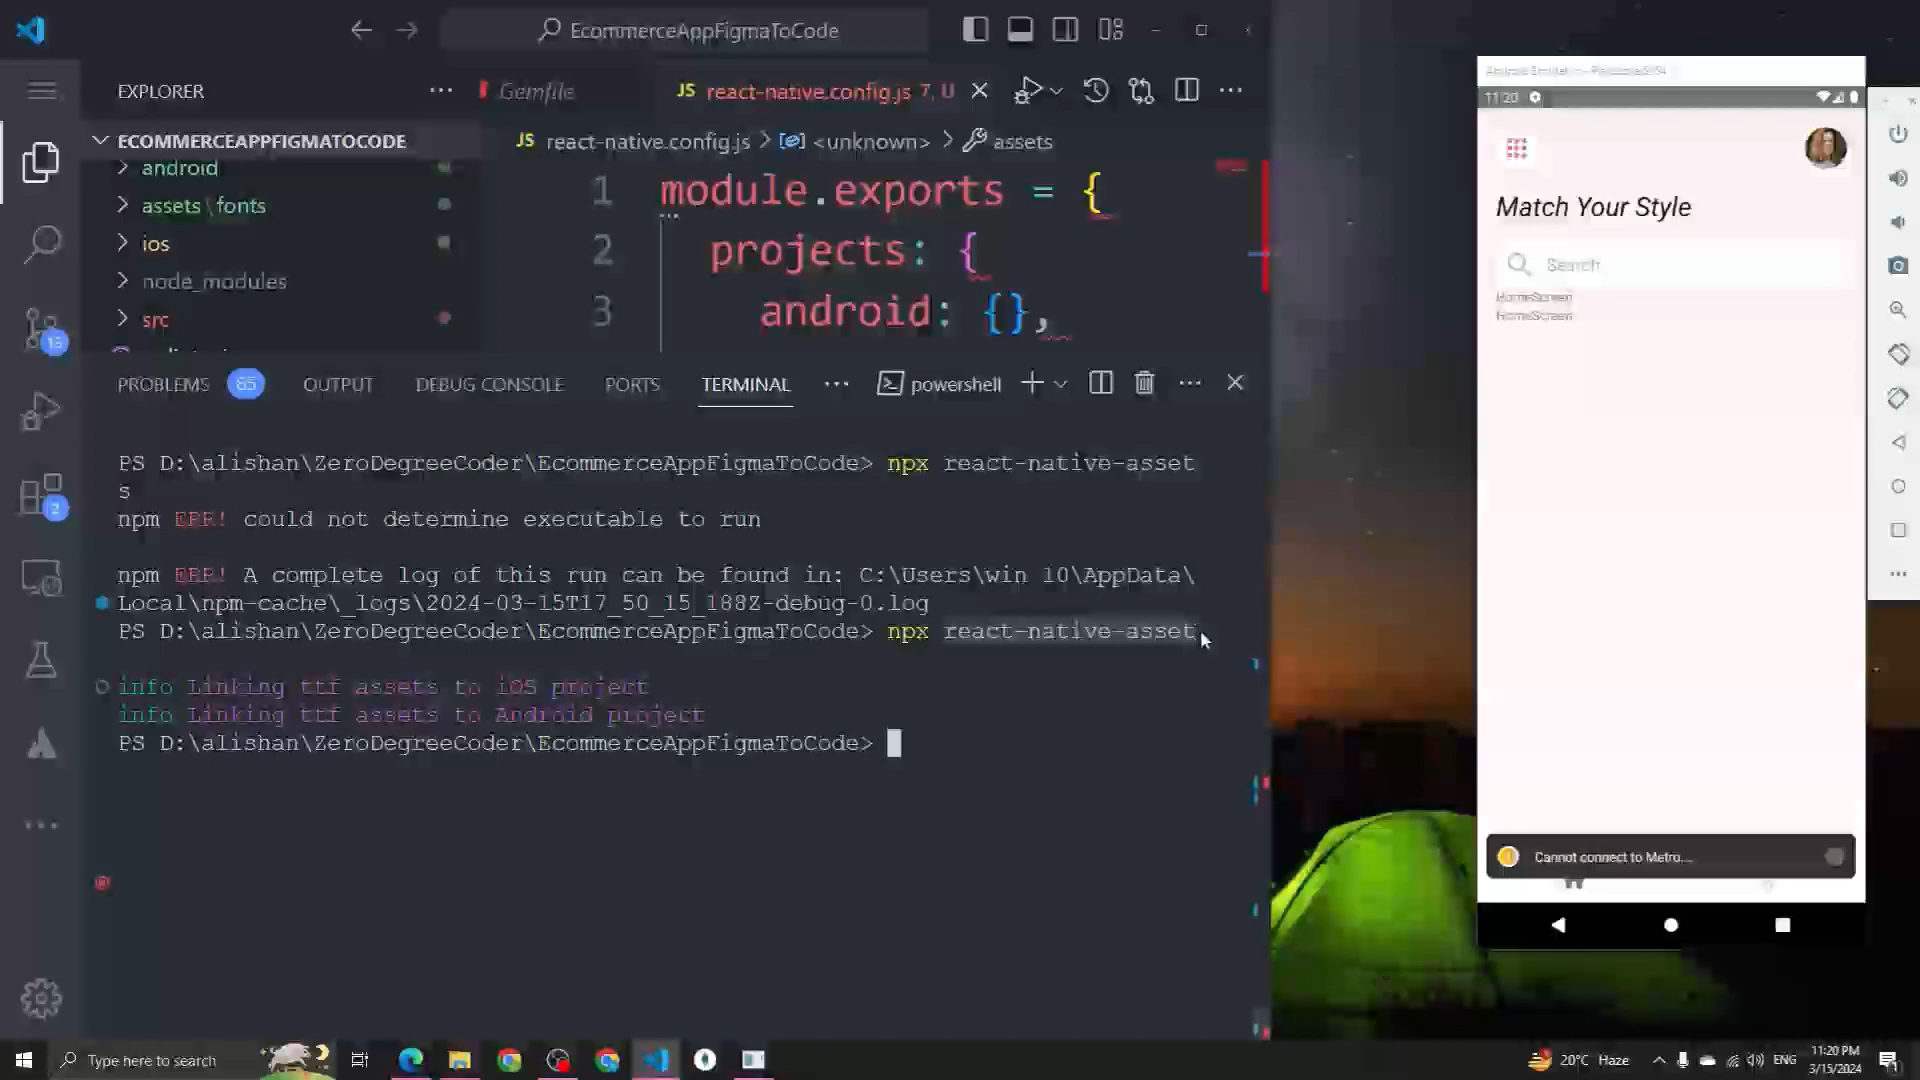 EcommerceAppFigmaToCode
EXPLORER
Gemfile
JS react-native.config.js 7, U
ECOMMERCEAPPFIGMATOCODE
JS react-native.config.js > <unknown> > assets
android
assets\fonts
ios
node_modules
src
1 module.exports = {
2 projects: {
3 android: {},
PROBLEMS 65 OUTPUT DEBUG CONSOLE PORTS TERMINAL powershell
PS D:\alishan\ZeroDegreeCoder\EcommerceAppFigmaToCode> npx react-native-asset
s
npm ERR! could not determine executable to run
npm ERR! A complete log of this run can be found in: C:\Users\win 10\AppData\
Local\npm-cache\_logs\2024-03-15T17_50_15_188Z-debug-0.log
PS D:\alishan\ZeroDegreeCoder\EcommerceAppFigmaToCode> npx react-native-asset
info Linking ttf assets to iOS project
info Linking ttf assets to Android project
PS D:\alishan\ZeroDegreeCoder\EcommerceAppFigmaToCode>
2
11:20
Match Your Style
Search
HomeScreen
HomeScreen
Cannot connect to Metro...
Type here to search
20°C Haze
ENG
11:20 PM
3/15/2024